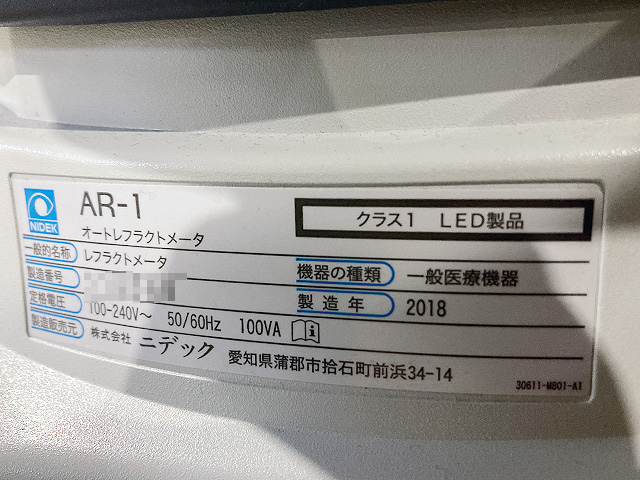 NIDEK
AR-1
オートレフラクトメータ
クラス1 LED製品
一般的名称 レフラクトメータ
製造番号
機器の種類 一般医療機器
定格電圧 100-240V～ 50/60Hz 100VA
製造年 2018
製造販売元 株式会社 ニデック 愛知県蒲郡市拾石町前浜34-14
30611-M801-A1